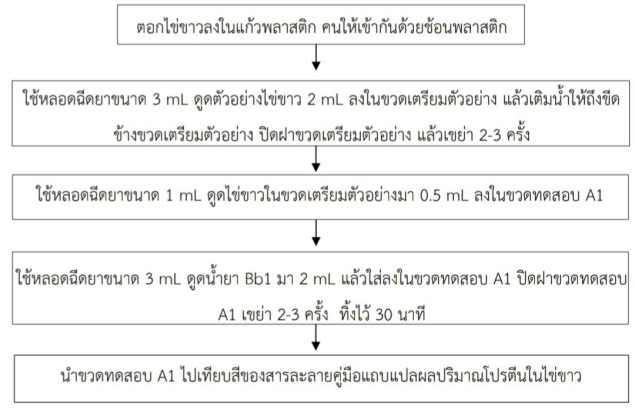 ตอกไข่ขาวลงในแก้วพลาสติก คนให้เข้ากันด้วยช้อนพลาสติก
ใช้หลอดฉีดยาขนาด 3 mL ดูดตัวอย่างไข่ขาว 2 mL ลงในขวดเตรียมตัวอย่าง แล้วเติมน้ำให้ถึงขีด
ข้างขวดเตรียมตัวอย่าง ปิดฝาขวดเตรียมตัวอย่าง แล้วเขย่า 2-3 ครั้ง
ใช้หลอดฉีดยาขนาด 1 mL ดูดไข่ขาวในขวดเตรียมตัวอย่างมา 0.5 mL ลงในขวดทดสอบ A1
ใช้หลอดฉีดยาขนาด 3 mL ดูดน้ำยา Bb1 มา 2 mL แล้วใส่ลงในขวดทดสอบ A1 ปิดฝาขวดทดสอบ
A1 เขย่า 2-3 ครั้ง ทิ้งไว้ 30 นาที
นำขวดทดสอบ A1 ไปเทียบสีของสารละลายคู่มือแถบแปลผลปริมาณโปรตีนในไข่ขาว